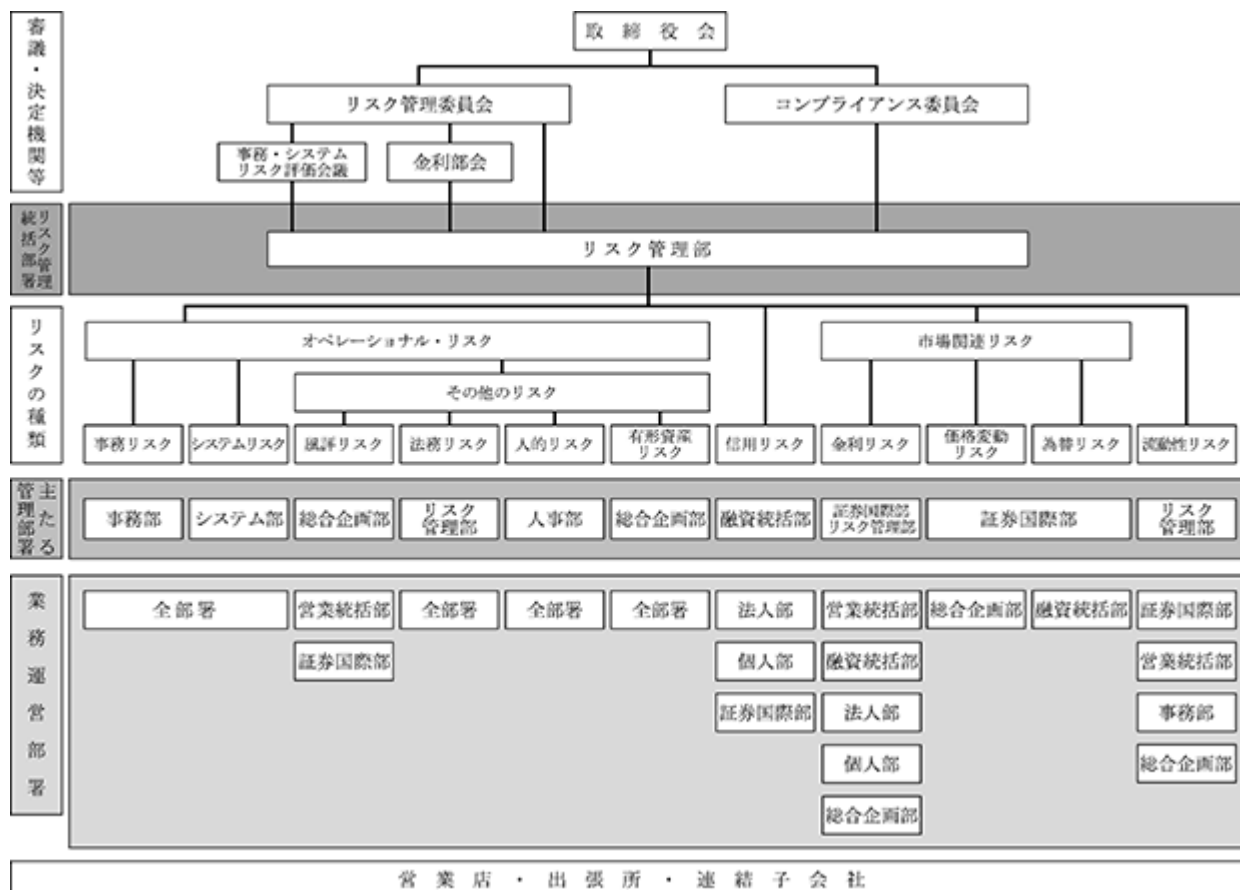 審議・決定機関等
取締役会
リスク管理委員会
コンプライアンス委員会
事務・システム
リスク評価会議
金利部会
リスク管理
統括部署
リスク管理部
リスクの種類
オペレーショナル・リスク
市場関連リスク
その他のリスク
事務リスク
システムリスク
風評リスク
法務リスク
人的リスク
有形資産
リスク
信用リスク
金利リスク
価格変動
リスク
為替リスク
流動性リスク
主たる
管理部署
事務部
システム部
総合企画部
リスク
管理部
人事部
総合企画部
融資統括部
証券国際部
リスク管理部
証券国際部
リスク
管理部
業務運営部署
全部署
営業統括部
全部署
全部署
全部署
法人部
営業統括部
総合企画部
融資統括部
証券国際部
証券国際部
個人部
融資統括部
営業統括部
証券国際部
法人部
事務部
個人部
総合企画部
総合企画部
営業店・出張所・連結子会社